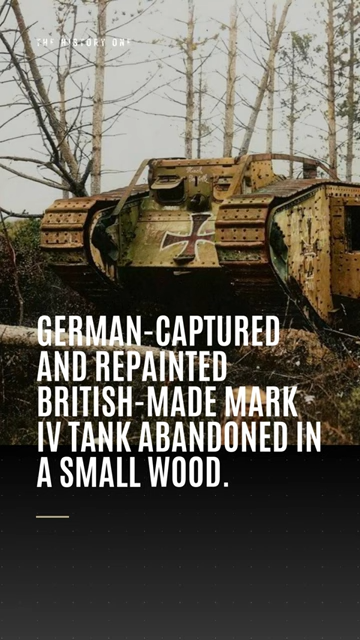 THE HISTORY ONE
GERMAN-CAPTURED
AND REPAINTED
BRITISH-MADE MARK
IV TANK ABANDONED IN
A SMALL WOOD.